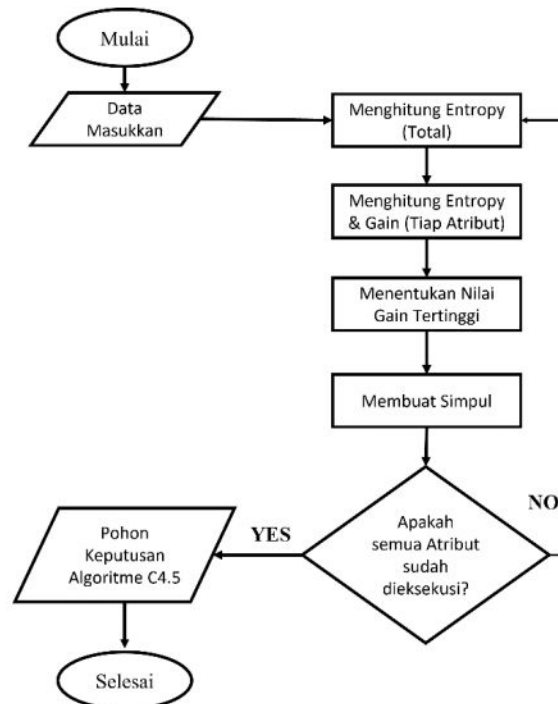 Mulai
Data
Masukkan
Menghitung Entropy
(Total)
Menghitung Entropy
& Gain (Tiap Atribut)
Menentukan Nilai
Gain Tertinggi
Membuat Simpul
Apakah
semua Atribut
sudah
dieksekusi?
NO
YES
Pohon
Keputusan
Algoritme C4.5
Selesai